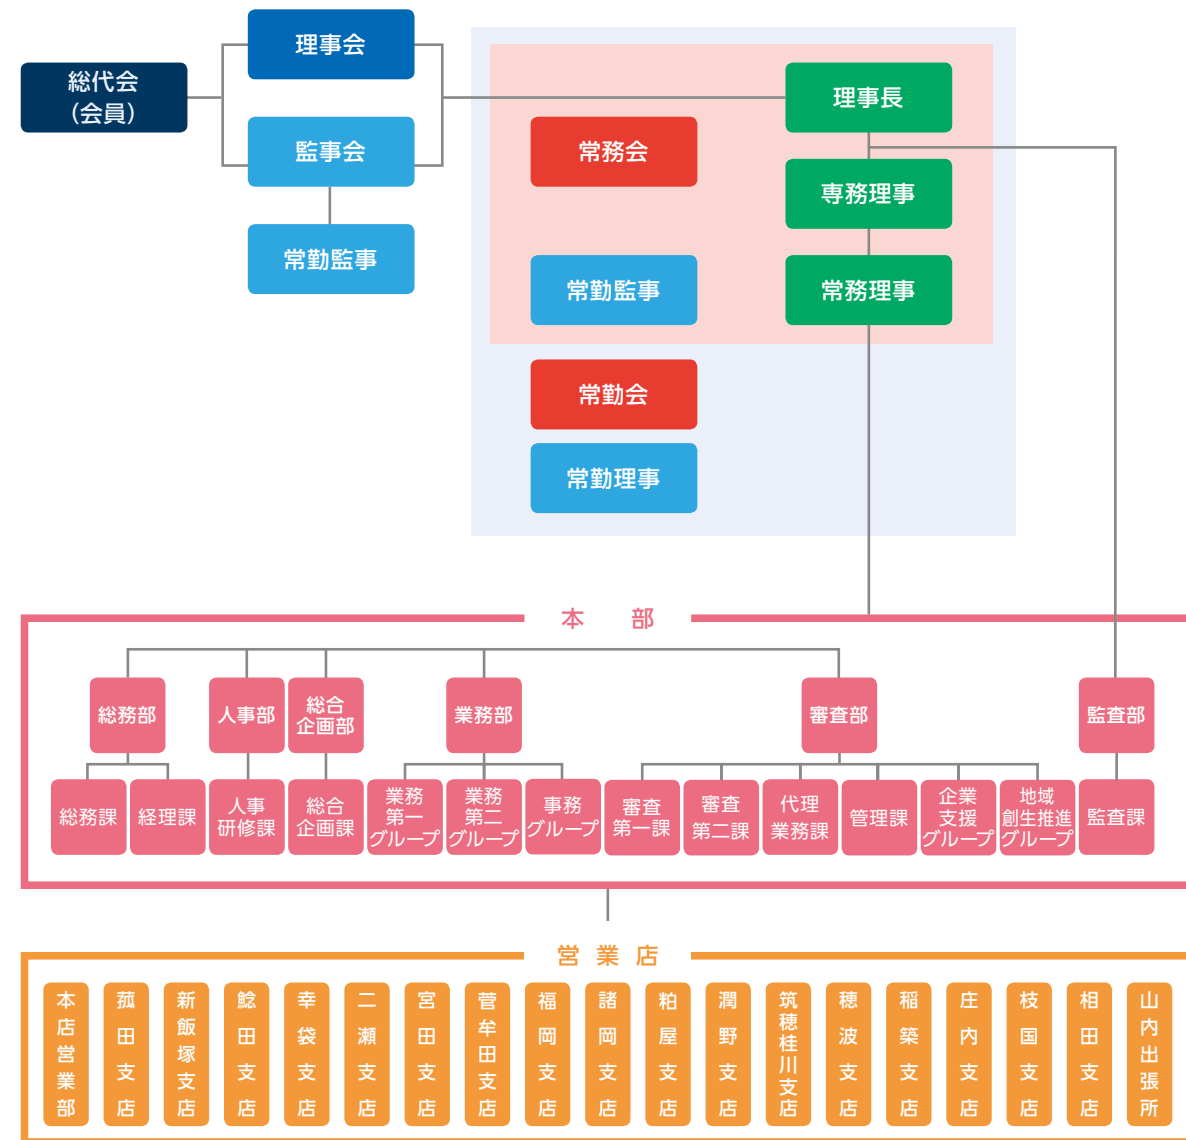 総代会
（会員）
理事会
監事会
常勤監事
常務会
常勤監事
常勤会
常勤理事
理事長
専務理事
常務理事
本　部
総務部
人事部
総合
企画部
業務部
審査部
監査部
総務課
経理課
人事
研修課
総合
企画課
業務
第一
グループ
業務
第二
グループ
事務
グループ
審査
第一課
審査
第二課
代理
業務課
管理課
企業
支援
グループ
地域
創生推進
グループ
監査課
営業店
本店営業部
菰田支店
新飯塚支店
鯰田支店
幸袋支店
二瀬支店
宮田支店
菅牟田支店
福岡支店
諸岡支店
粕屋支店
潤野支店
筑穂桂川支店
穂波支店
稲築支店
庄内支店
枝国支店
相田支店
山内出張所